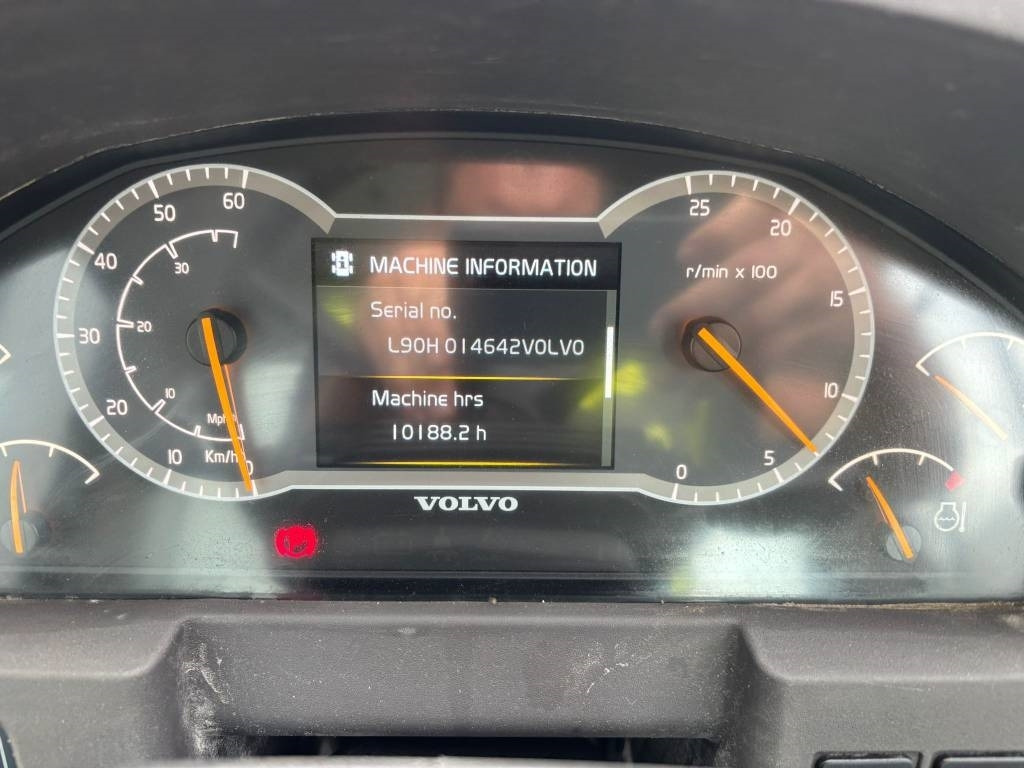 60
50
40
30
20
10
0
30
20
10
Mph
Km/h
MACHINE INFORMATION
Serial no.
L90H 014642VOLVO
Machine hrs
10188.2 h
25
20
r/min x 100
15
10
5
0
VOLVO